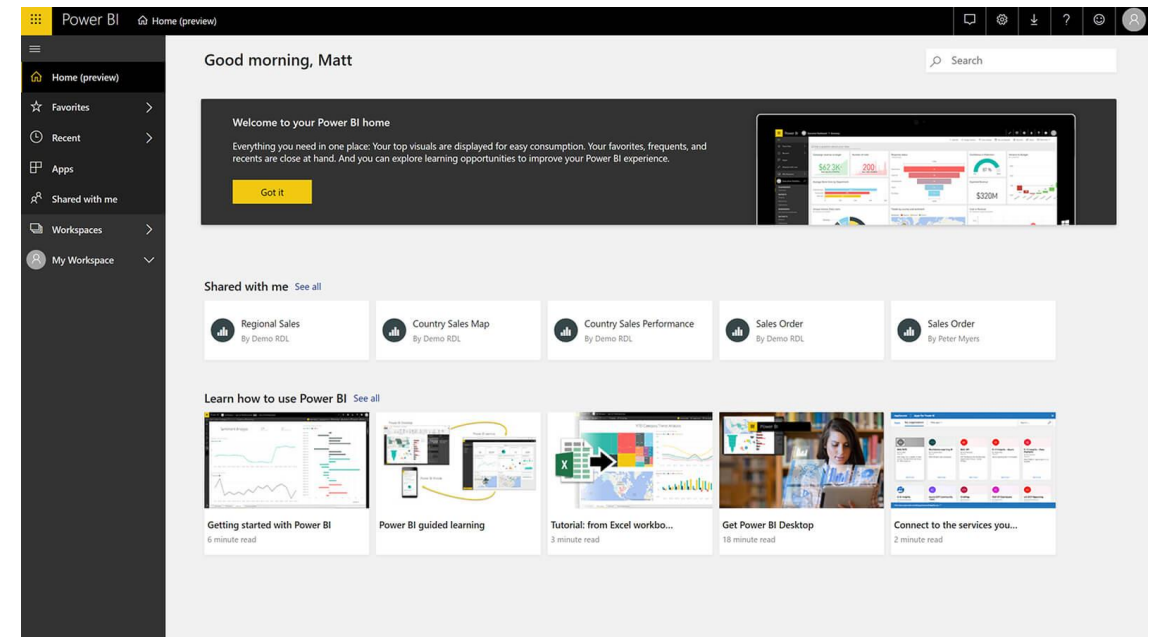 Power BI
Home (preview)
Good morning, Matt
Search
Home (preview)
Favorites
Recent
Apps
Shared with me
Workspaces
My Workspace
Welcome to your Power BI home
Everything you need in one place: Your top visuals are displayed for easy consumption. Your favorites, frequents, and
recents are close at hand. And you can explore learning opportunities to improve your Power BI experience.
Got it
$62.3K
200
$320M
Shared with me See all
Regional Sales
By Demo RDL
Country Sales Map
By Demo RDL
Country Sales Performance
By Demo RDL
Sales Order
By Demo RDL
Sales Order
By Peter Myers
Learn how to use Power BI See all
Power BI
Getting started with Power BI
6 minute read
Power BI guided learning
Tutorial: from Excel workbo...
3 minute read
Get Power BI Desktop
18 minute read
Connect to the services you...
2 minute read